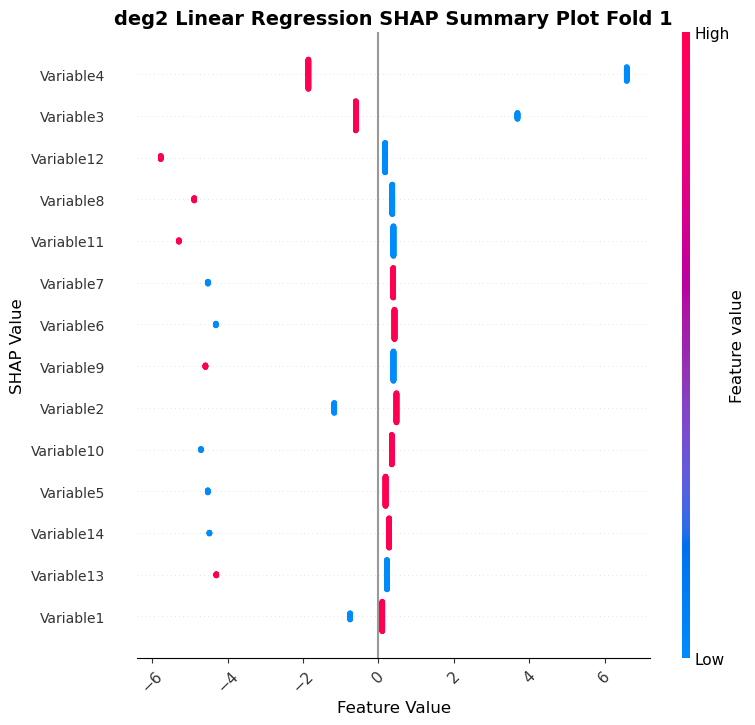 deg2 Linear Regression SHAP Summary Plot Fold 1
High
Variable4
Variable3
Variable12
Variable8
Variable11
Variable7
Variable6
Variable9
Variable2
Variable10
Variable5
Variable14
Variable13
Variable1
SHAP Value
Feature value
Low
−6 −4 −2 0 2 4 6
Feature Value